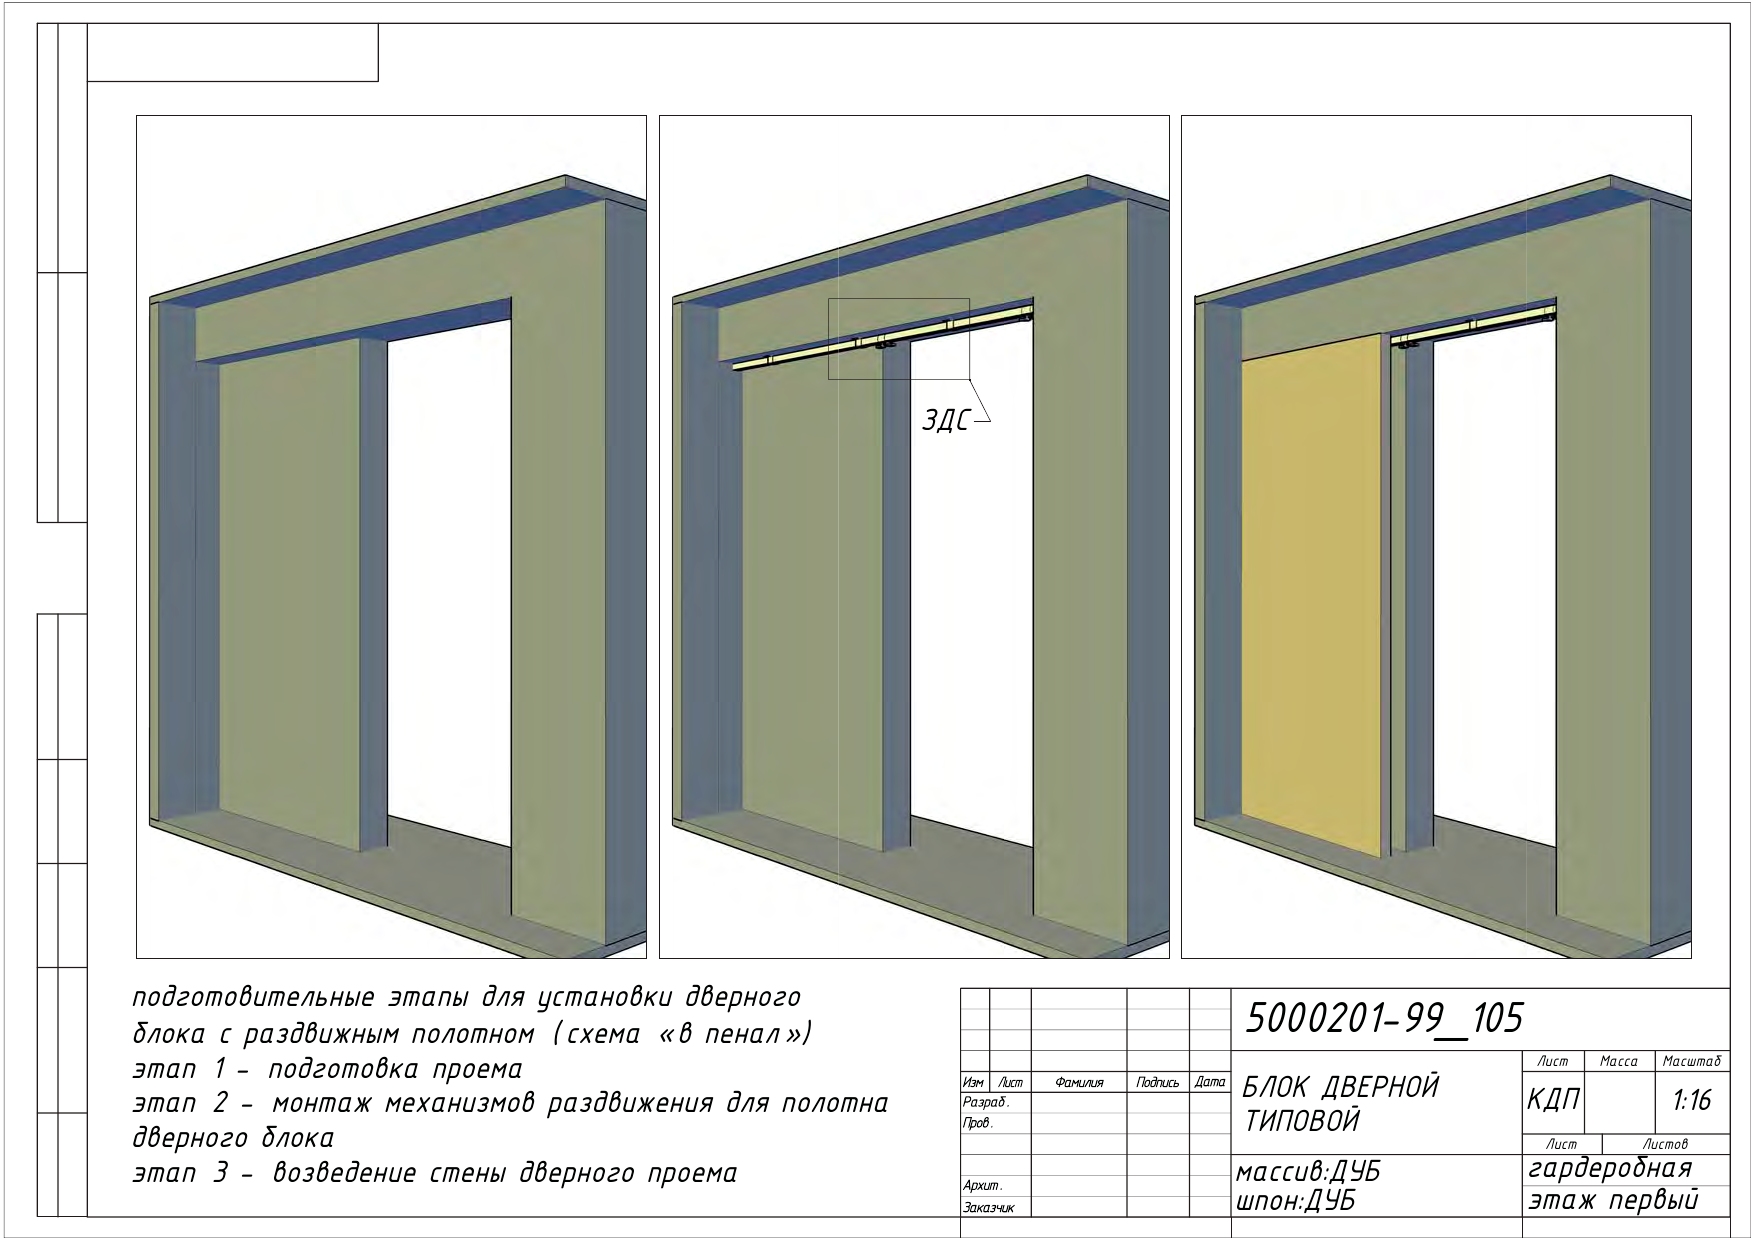 ЗДС
подготовительные этапы для установки дверного
блока с раздвижным полотном (схема «в пенал»)
этап 1 - подготовка проема
этап 2 - монтаж механизмов раздвижения для полотна
дверного блока
этап 3 - возведение стены дверного проема
5000201-99_105
Лист Масса Масштаб
Изм Лист Фамилия Подпись Дата
Разраб.
Пров.
Архит.
Заказчик
БЛОК ДВЕРНОЙ
ТИПОВОЙ
КДП 1:16
Лист Листов
массив:ДУБ
шпон:ДУБ
гардеробная
этаж первый